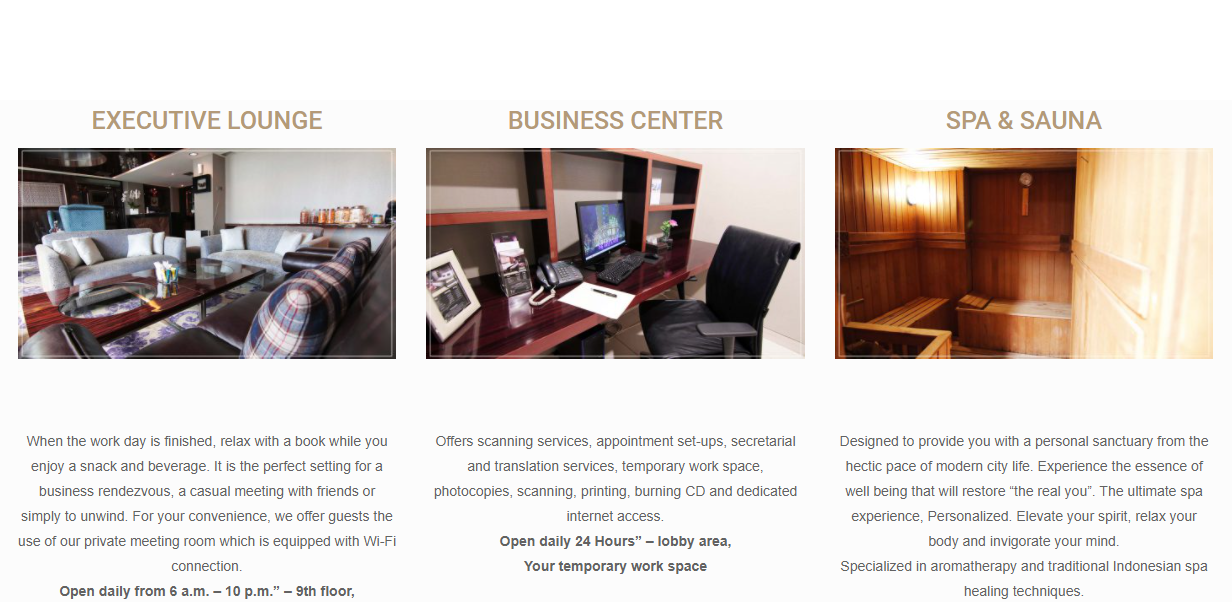 EXECUTIVE LOUNGE
When the work day is finished, relax with a book while you
enjoy a snack and beverage. It is the perfect setting for a
business rendezvous, a casual meeting with friends or
simply to unwind. For your convenience, we offer guests the
use of our private meeting room which is equipped with Wi-Fi
connection.
Open daily from 6 a.m. – 10 p.m.” – 9th floor,
BUSINESS CENTER
Offers scanning services, appointment set-ups, secretarial
and translation services, temporary work space,
photocopies, scanning, printing, burning CD and dedicated
internet access.
Open daily 24 Hours” – lobby area,
Your temporary work space
SPA & SAUNA
Designed to provide you with a personal sanctuary from the
hectic pace of modern city life. Experience the essence of
well being that will restore “the real you”. The ultimate spa
experience, Personalized. Elevate your spirit, relax your
body and invigorate your mind.
Specialized in aromatherapy and traditional Indonesian spa
healing techniques.